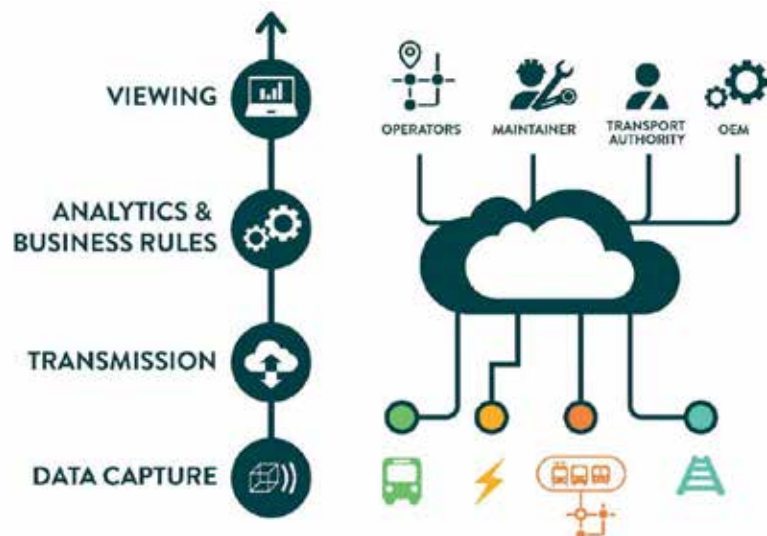 VIEWING
ANALYTICS &
BUSINESS RULES
TRANSMISSION
DATA CAPTURE
OPERATORS
MAINTAINER
TRANSPORT
AUTHORITY
OEM